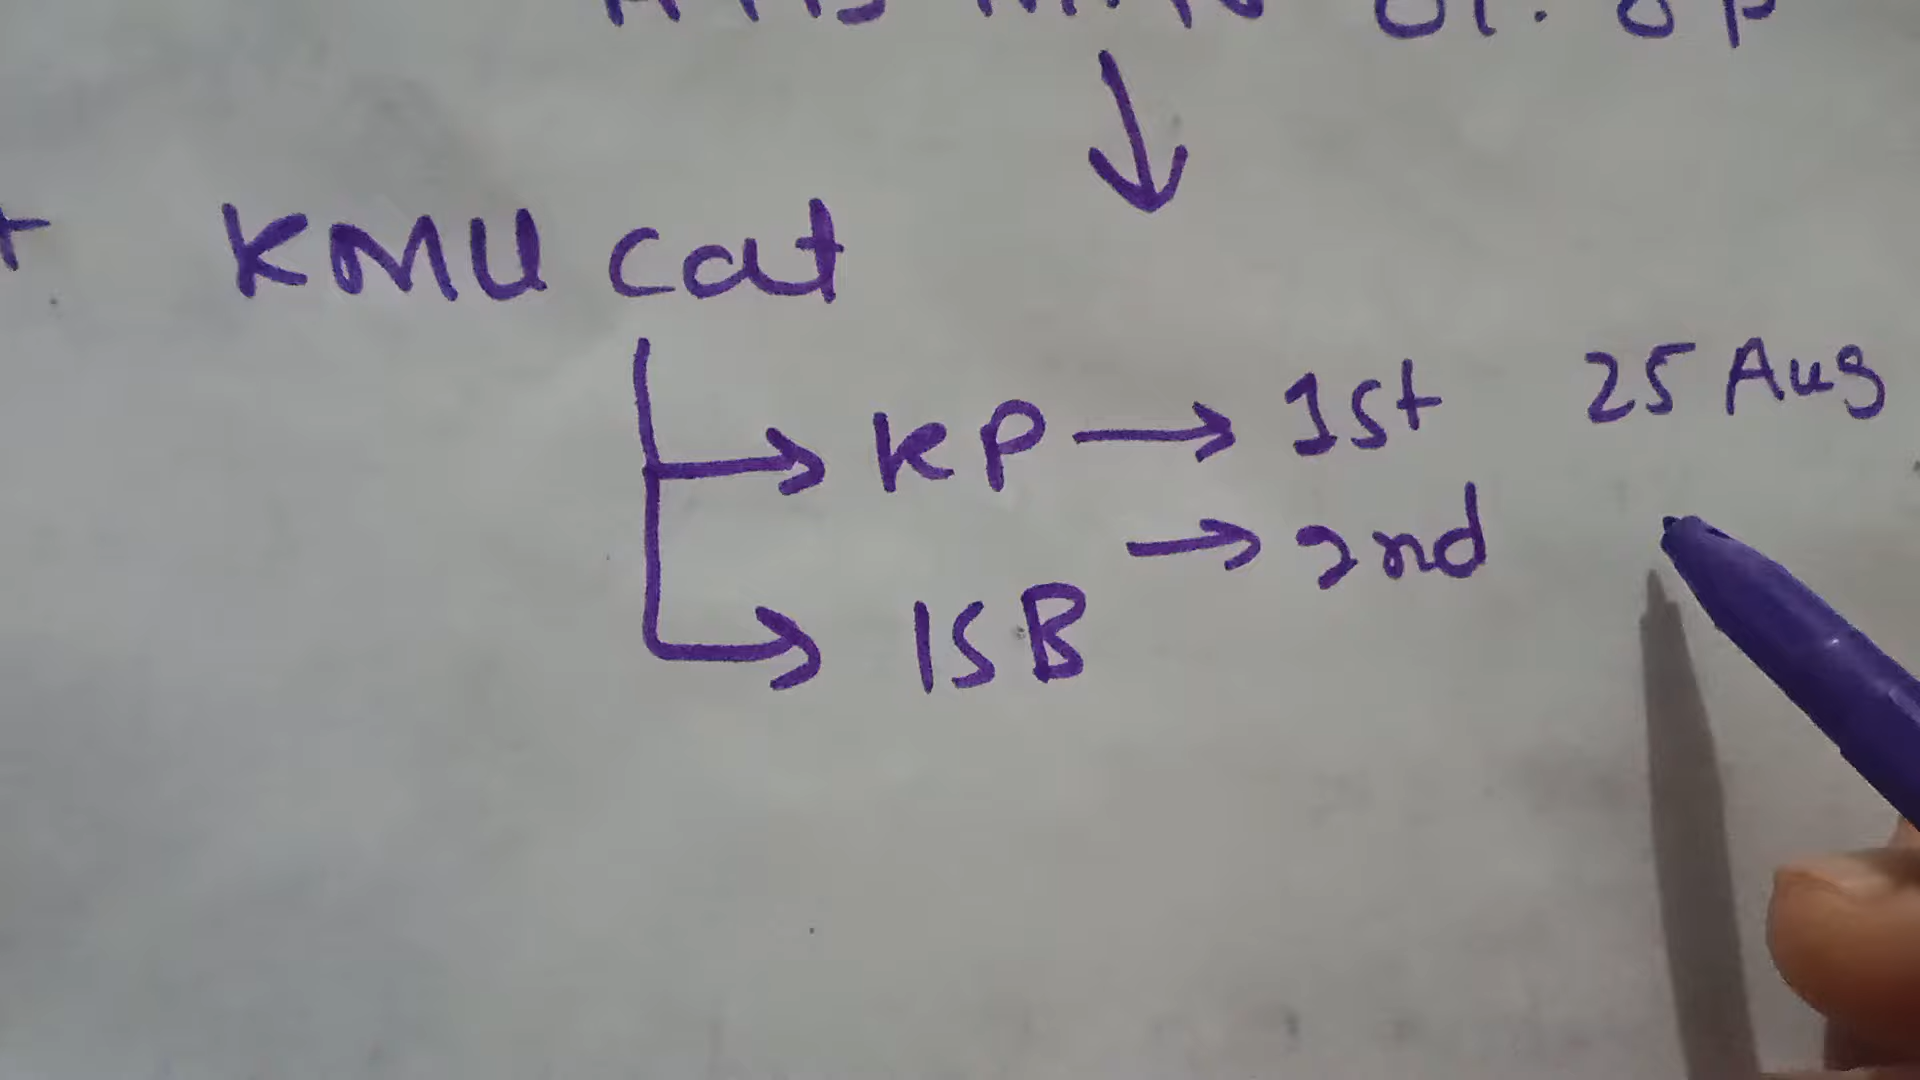 KMU cat
KP → 1st 25 Aug
→ 2nd
ISB